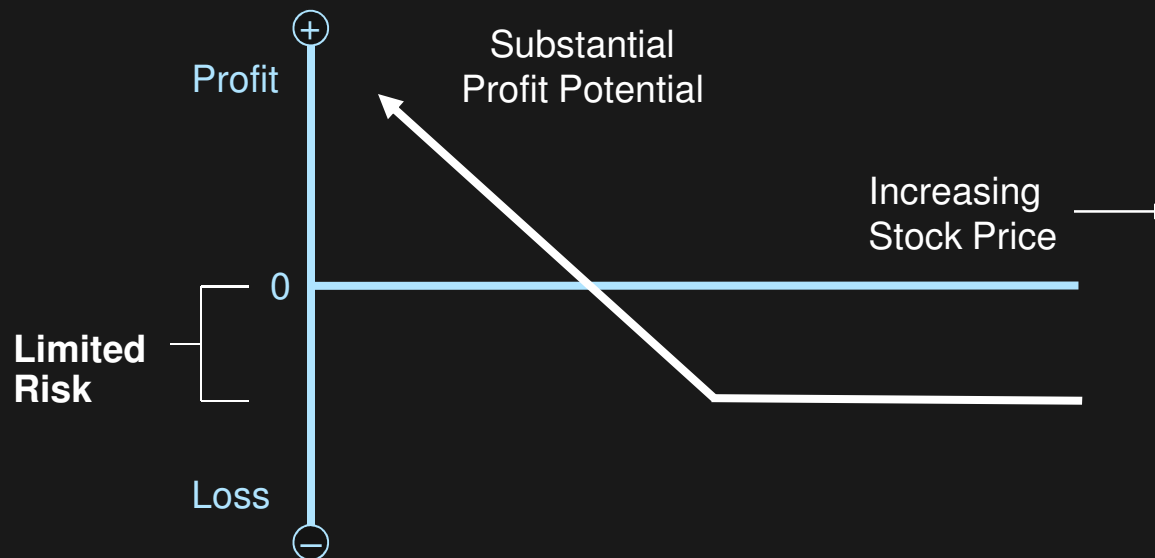 +
Substantial
Profit Potential
Profit
Increasing
Stock Price
0
Limited
Risk
Loss
−